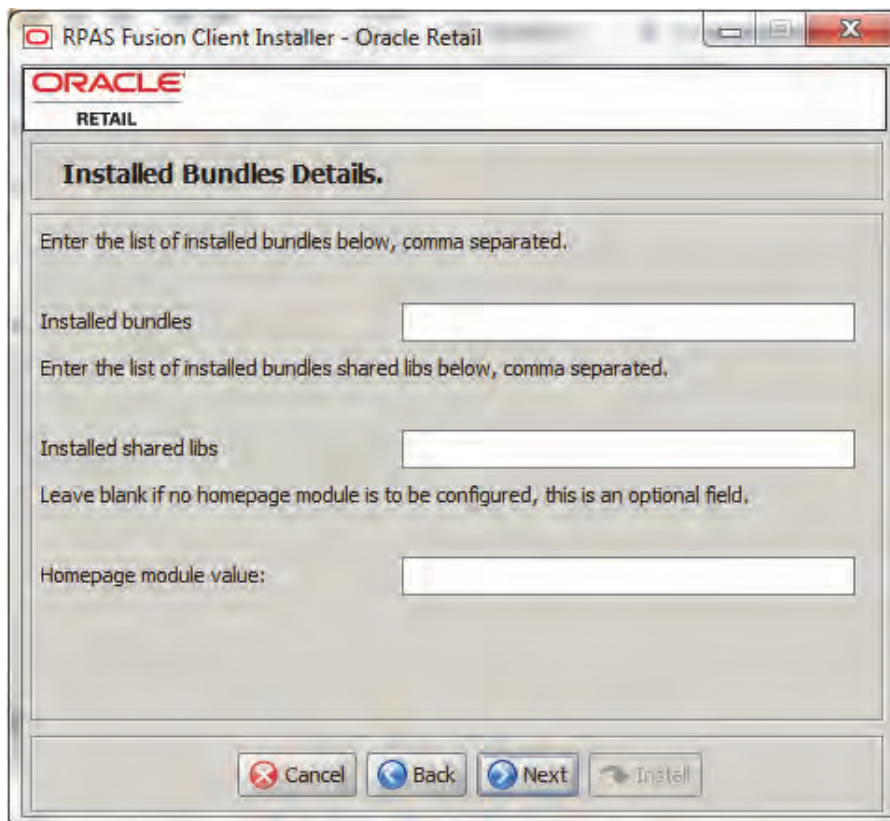 RPAS Fusion Client Installer - Oracle Retail
ORACLE
RETAIL
Installed Bundles Details.
Enter the list of installed bundles below, comma separated.
Installed bundles
Enter the list of installed bundles shared libs below, comma separated.
Installed shared libs
Leave blank if no homepage module is to be configured, this is an optional field.
Homepage module value:
Cancel Back Next Install